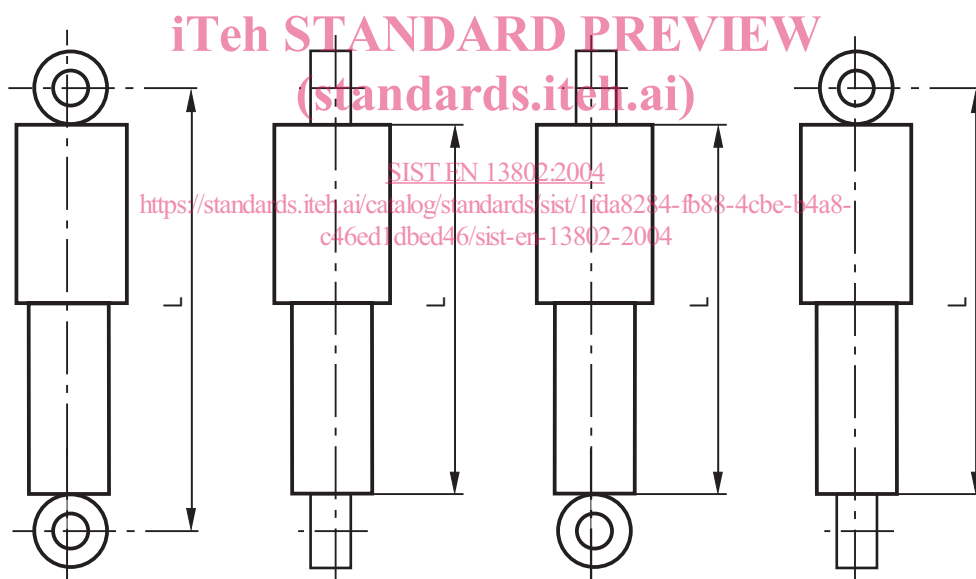 iTeh STANDARD PREVIEW
(standards.iteh.ai)
SIST EN 13802:2004
https://standards.iteh.ai/catalog/standards/sist/1fda8284-fb88-4cbe-b4a8-
c46ed1dbed46/sist-en-13802-2004
L
L
L
L